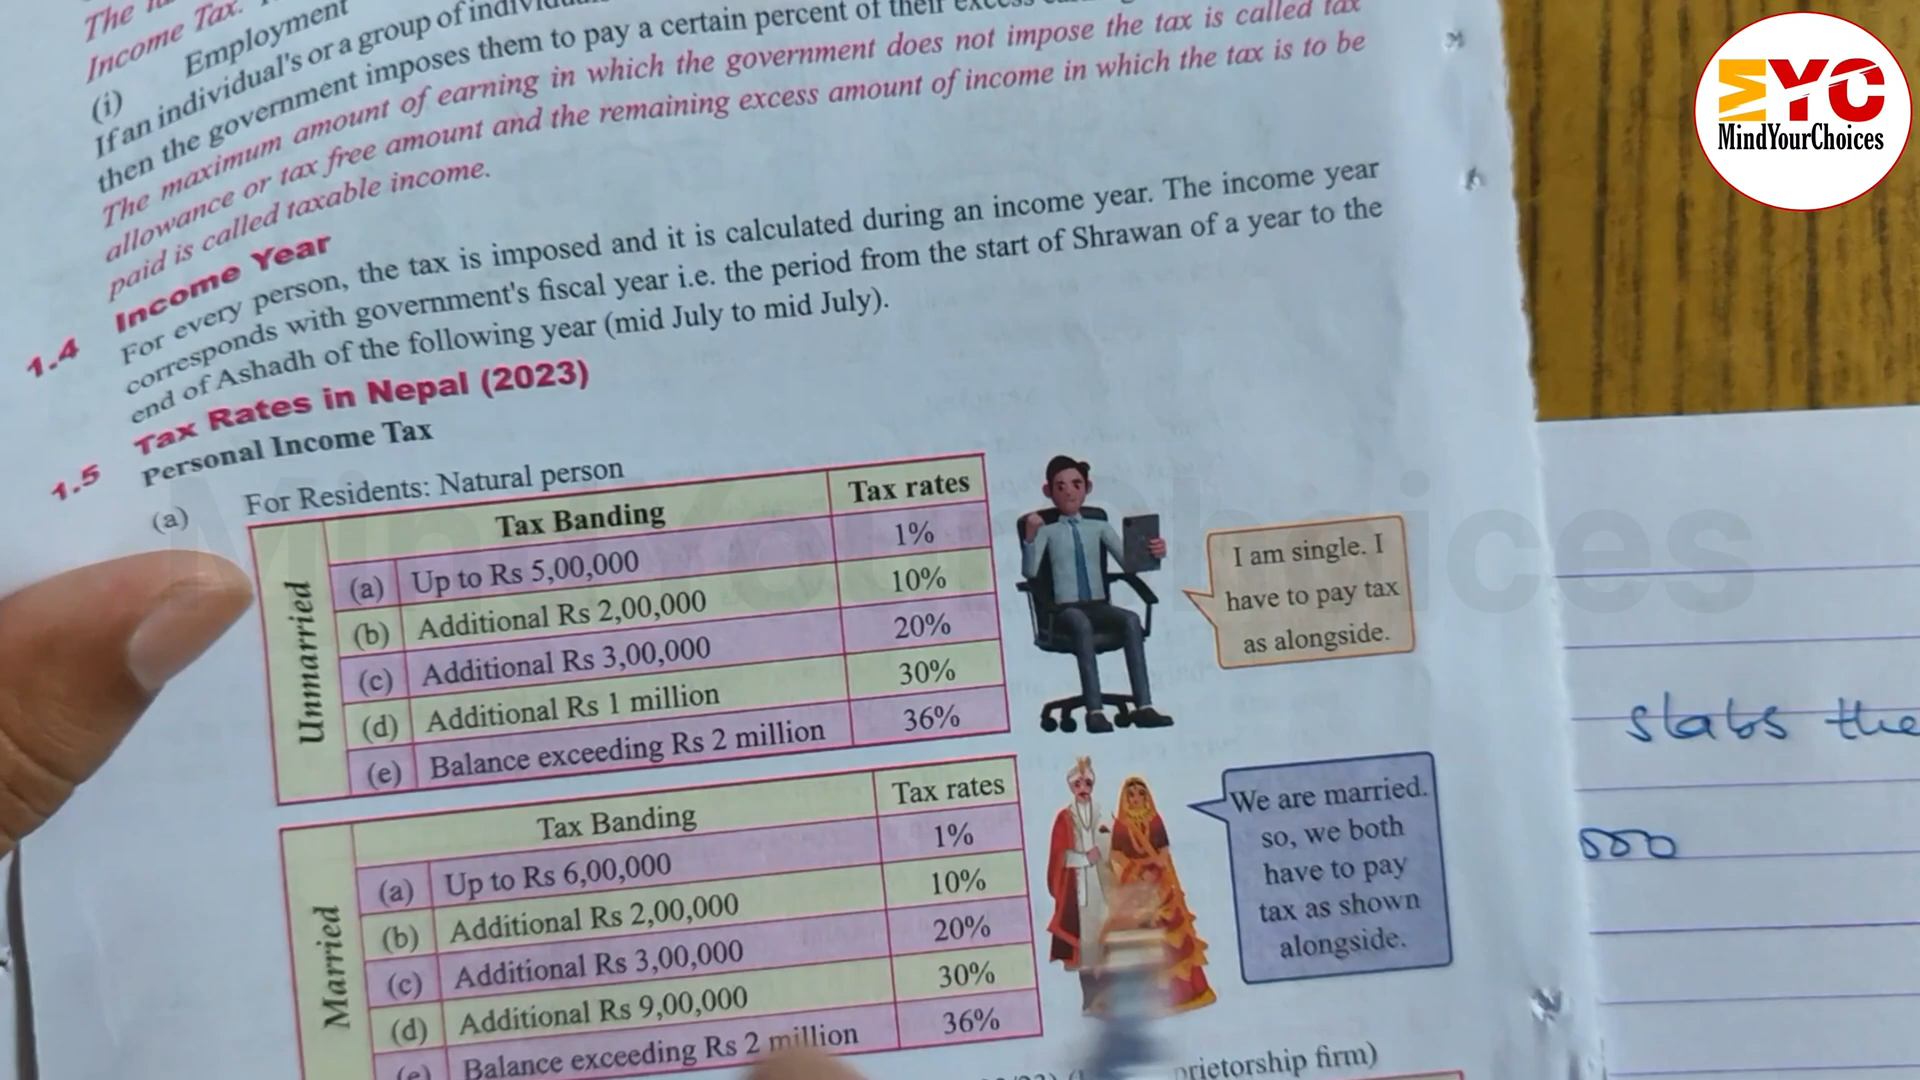 The
Income Tax.
(i) Employment
If an individual's or a group of
then the government imposes them to pay a certain percent of their excess
The maximum amount of earning in which the government does not impose the tax is called tax
allowance or tax free amount and the remaining excess amount of income in which the tax is to be
paid is called taxable income.
1.4 Income Year
For every person, the tax is imposed and it is calculated during an income year. The income year
corresponds with government's fiscal year i.e. the period from the start of Shrawan of a year to the
end of Ashadh of the following year (mid July to mid July).
1.5 Tax Rates in Nepal (2023)
Personal Income Tax
(a) For Residents: Natural person
Unmarried
Tax Banding Tax rates
(a) Up to Rs 5,00,000 1%
(b) Additional Rs 2,00,000 10%
(c) Additional Rs 3,00,000 20%
(d) Additional Rs 1 million 30%
(e) Balance exceeding Rs 2 million 36%
I am single. I
have to pay tax
as alongside.
Married
Tax Banding Tax rates
(a) Up to Rs 6,00,000 1%
(b) Additional Rs 2,00,000 10%
(c) Additional Rs 3,00,000 20%
(d) Additional Rs 9,00,000 30%
(e) Balance exceeding Rs 2 million 36%
We are married.
so, we both
have to pay
tax as shown
alongside.
prietorship firm)
slabs the
000
MYC
MindYourChoices
MindYourChoices